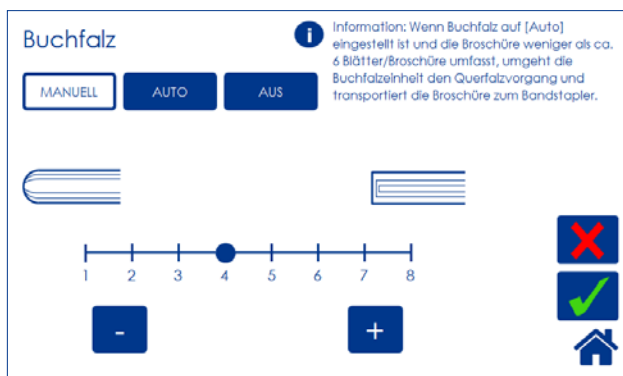 Buchfalz
i
Information: Wenn Buchfalz auf [Auto]
eingestellt ist und die Broschüre weniger als ca.
6 Blätter/Broschüre umfasst, umgeht die
Buchfalzeinheit den Querfalzvorgang und
transportiert die Broschüre zum Bandstapler.
MANUELL AUTO AUS
1 2 3 4 5 6 7 8
- +